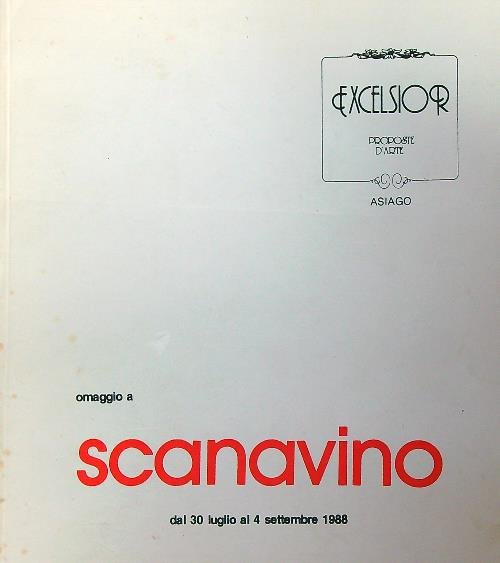 EXCELSIOR
PROPOSTE
D'ARTE
ASIAGO
omaggio a
scanavino
dal 30 luglio al 4 settembre 1988